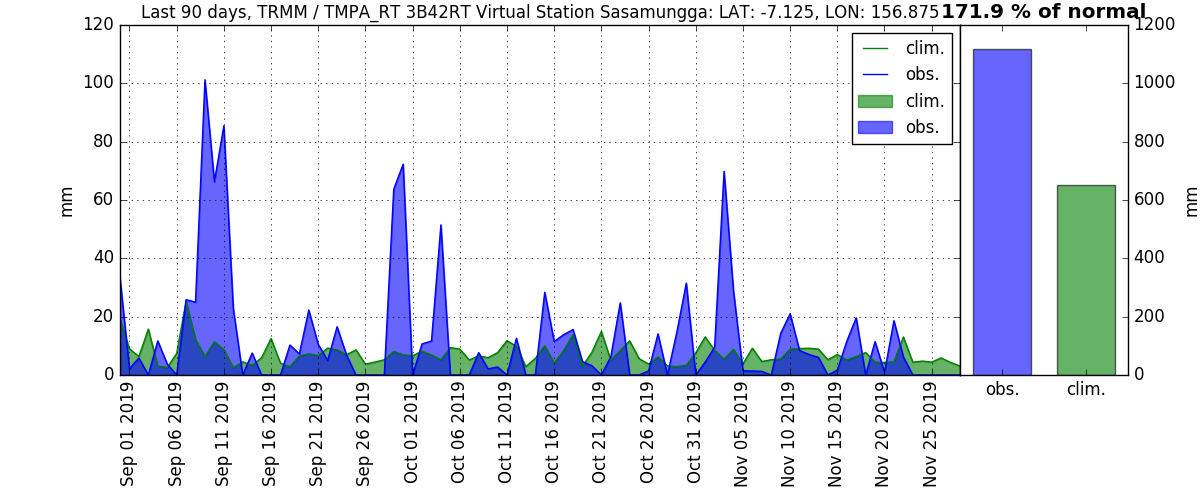 Last 90 days, TRMM / TMPA_RT 3B42RT Virtual Station Sasamungga: LAT: -7.125, LON: 156.875 171.9 % of normal
120
100
80
60
40
20
0
mm
clim.
obs.
clim.
obs.
1200
1000
800
600
400
200
0
mm
obs. clim.
Sep 01 2019
Sep 06 2019
Sep 11 2019
Sep 16 2019
Sep 21 2019
Sep 26 2019
Oct 01 2019
Oct 06 2019
Oct 11 2019
Oct 16 2019
Oct 21 2019
Oct 26 2019
Oct 31 2019
Nov 05 2019
Nov 10 2019
Nov 15 2019
Nov 20 2019
Nov 25 2019